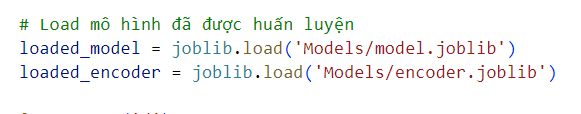 # Load mô hình đã được huấn luyện
loaded_model = joblib.load('Models/model.joblib')
loaded_encoder = joblib.load('Models/encoder.joblib')